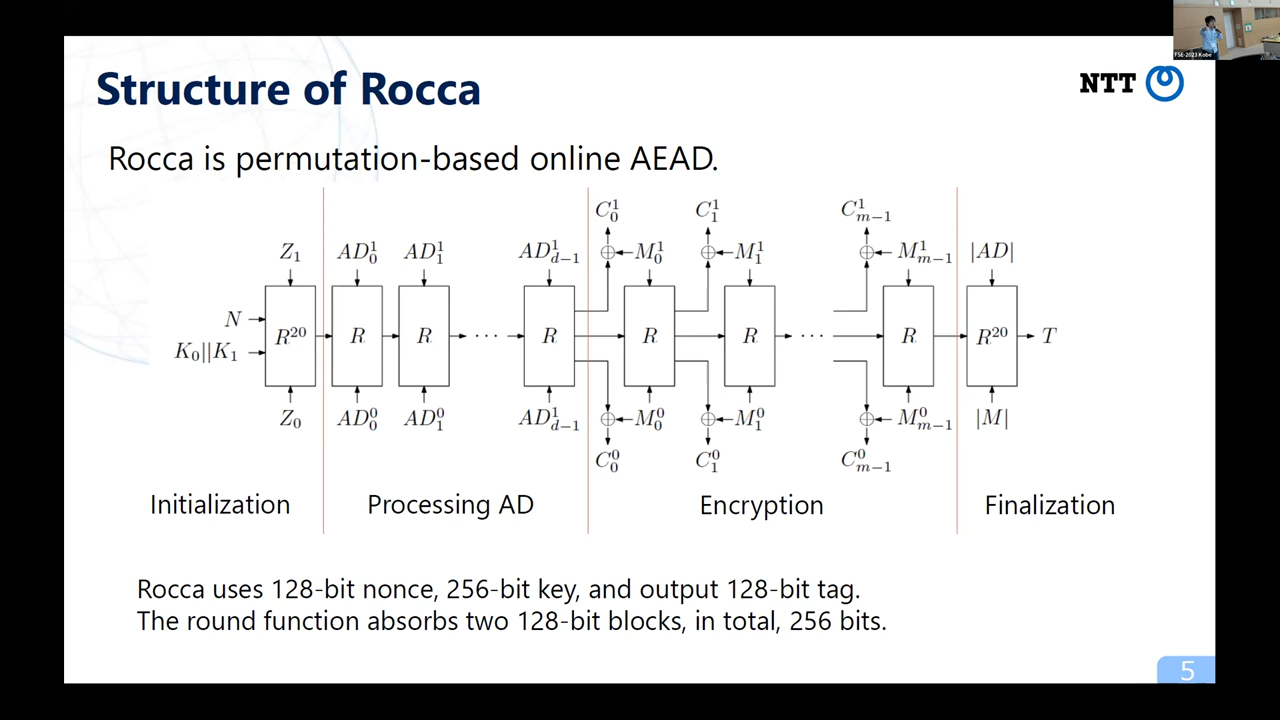 FSE-2023 Kobe
Structure of Rocca
NTT
Rocca is permutation-based online AEAD.
C_0^1 C_1^1 C_{m-1}^1
Z_1 AD_0^1 AD_1^1 AD_{d-1}^1 ⊕ M_0^1 ⊕ M_1^1 ⊕ M_{m-1}^1 |AD|
N
K_0||K_1
R^{20} R R ··· R R R ··· R R^{20} T
Z_0 AD_0^0 AD_1^0 AD_{d-1}^1 ⊕ M_0^0 ⊕ M_1^0 ⊕ M_{m-1}^0 |M|
C_0^0 C_1^0 C_{m-1}^0
Initialization Processing AD Encryption Finalization
Rocca uses 128-bit nonce, 256-bit key, and output 128-bit tag.
The round function absorbs two 128-bit blocks, in total, 256 bits.
5